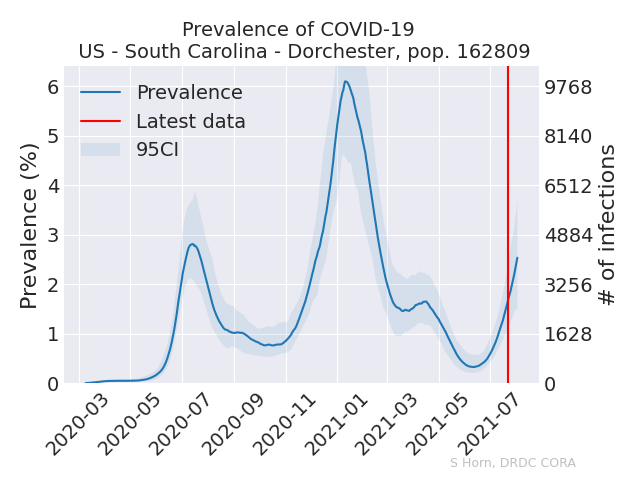 Prevalence of COVID-19
US - South Carolina - Dorchester, pop. 162809
Prevalence
Latest data
95CI
Prevalence (%)
6
5
4
3
2
1
0
9768
8140
6512
4884
3256
1628
0
# of infections
2020-03
2020-05
2020-07
2020-09
2020-11
2021-01
2021-03
2021-05
2021-07
S Horn, DRDC CORA